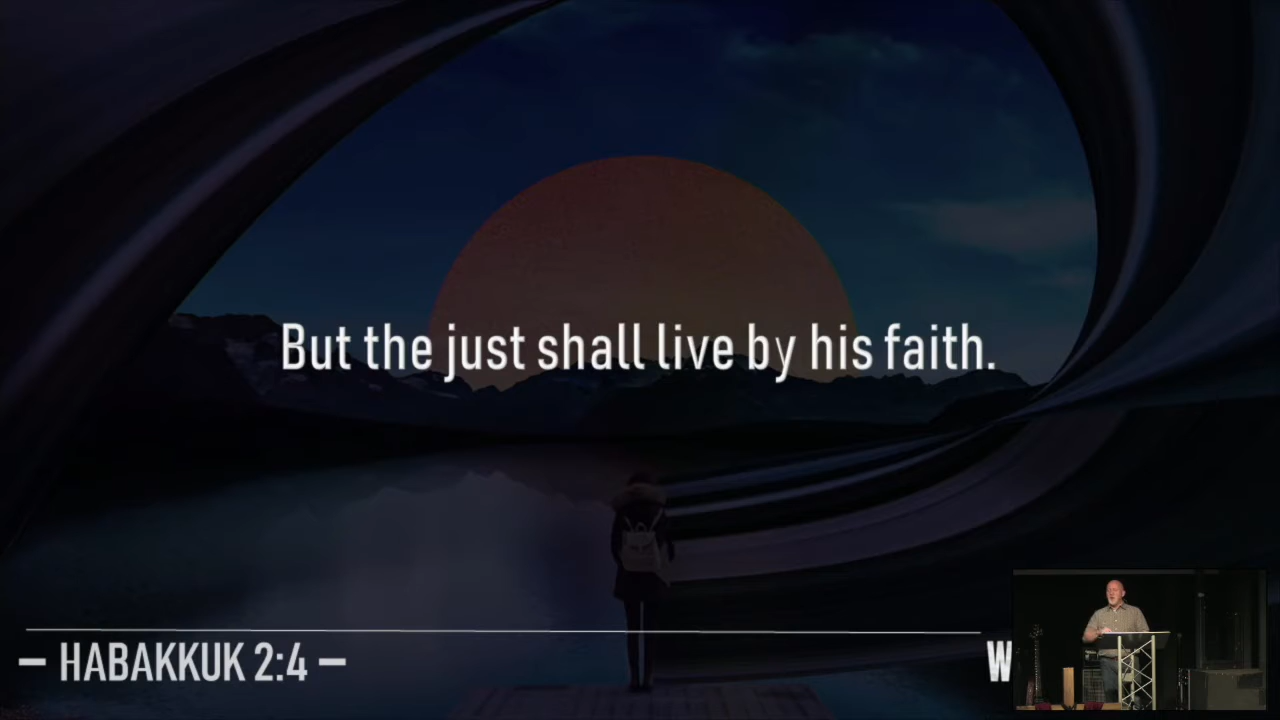 But the just shall live by his faith.
— HABAKKUK 2:4 —